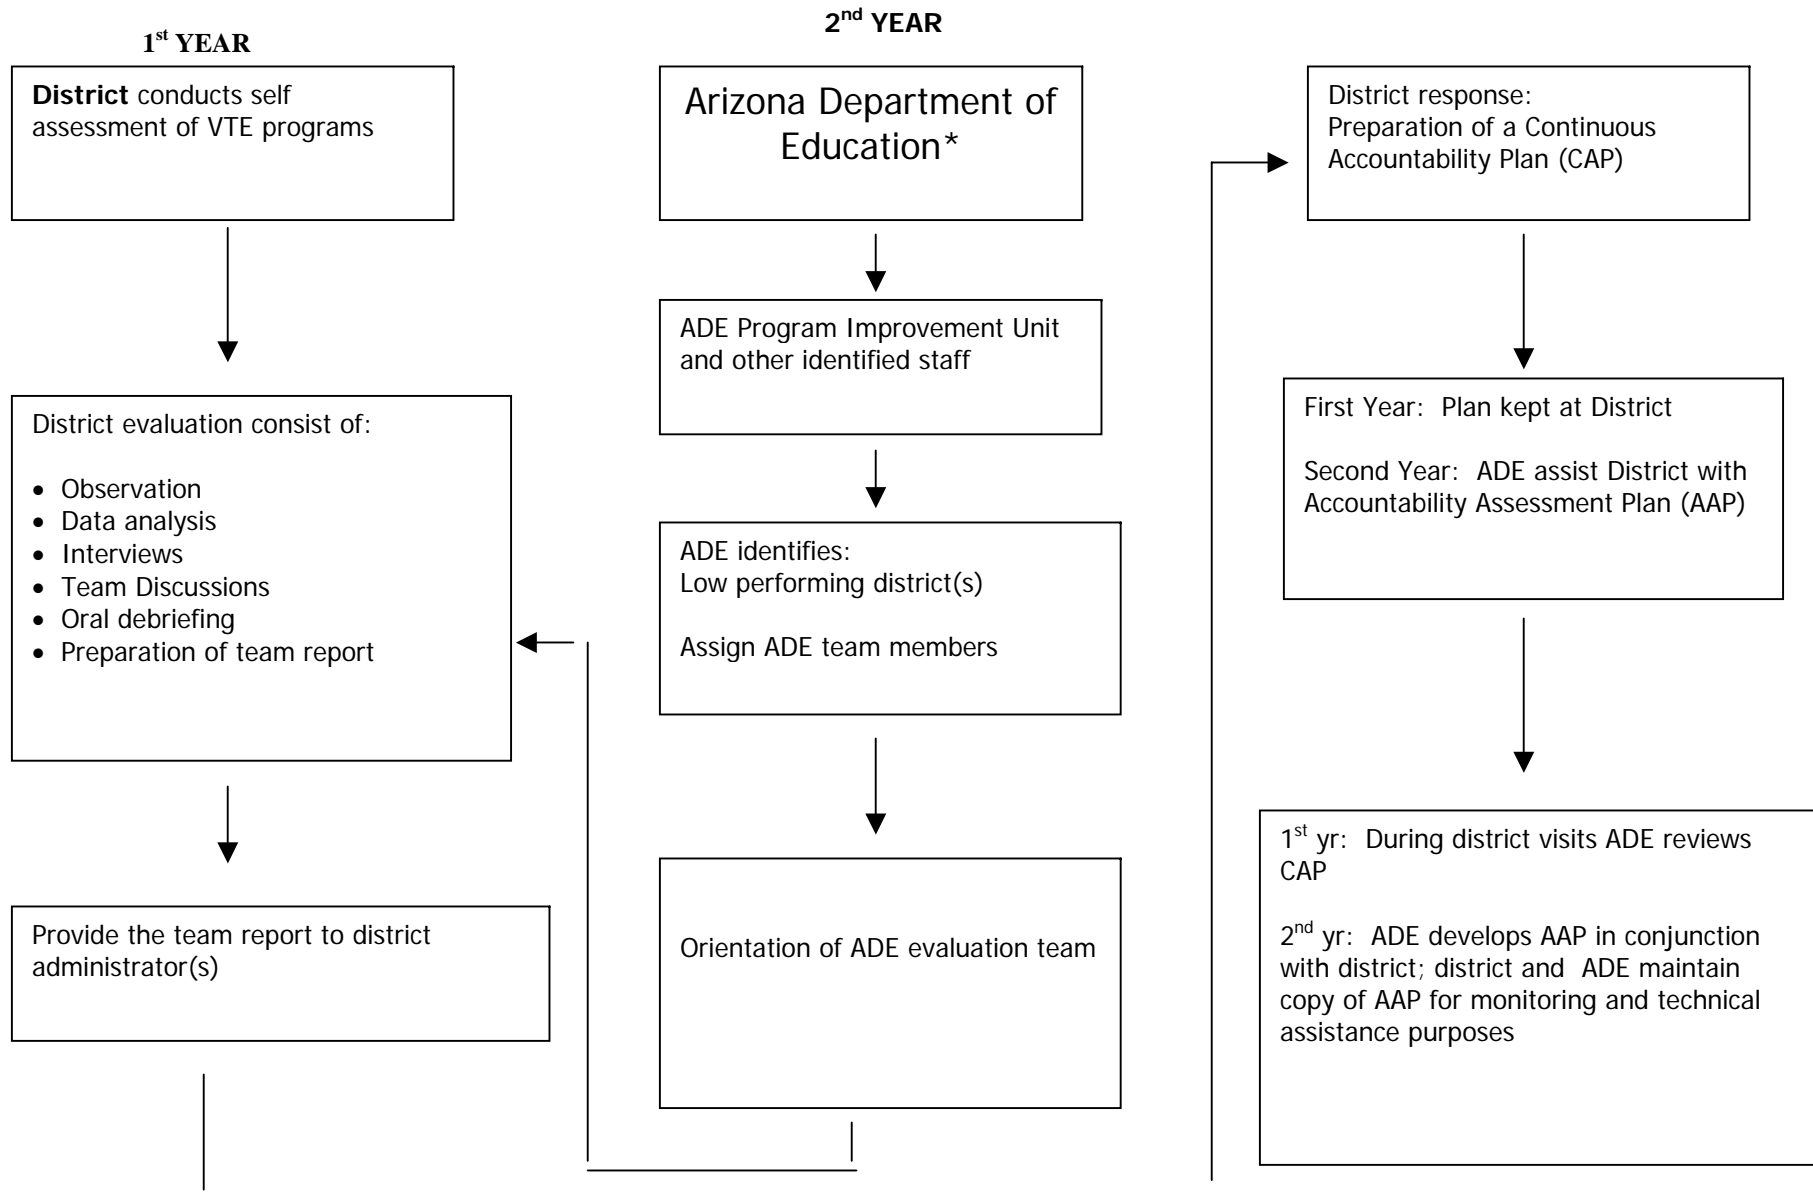 1st YEAR
District conducts self
assessment of VTE programs
District evaluation consist of:
• Observation
• Data analysis
• Interviews
• Team Discussions
• Oral debriefing
• Preparation of team report
Provide the team report to district
administrator(s)
2nd YEAR
Arizona Department of
Education*
ADE Program Improvement Unit
and other identified staff
ADE identifies:
Low performing district(s)
Assign ADE team members
Orientation of ADE evaluation team
District response:
Preparation of a Continuous
Accountability Plan (CAP)
First Year: Plan kept at District
Second Year: ADE assist District with
Accountability Assessment Plan (AAP)
1st yr: During district visits ADE reviews
CAP
2nd yr: ADE develops AAP in conjunction
with district; district and ADE maintain
copy of AAP for monitoring and technical
assistance purposes